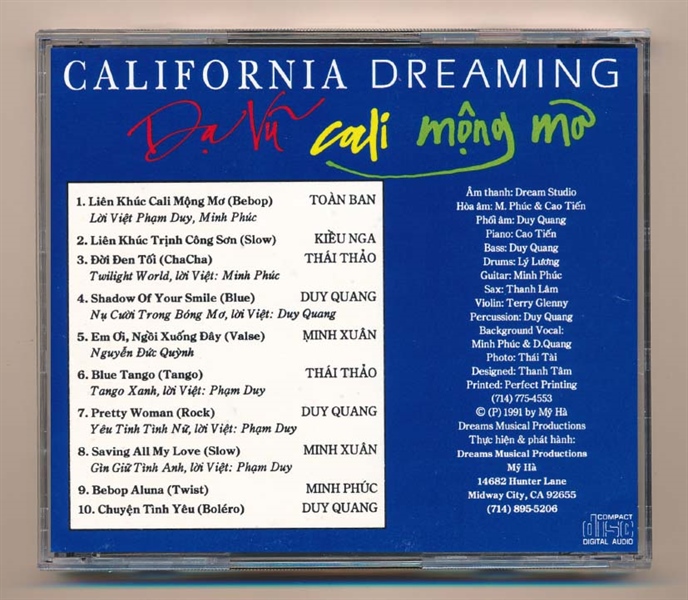 CALIFORNIA DREAMING
Dạ Vũ cali mộng mơ
1. Liên Khúc Cali Mộng Mơ (Bebop) TOÀN BAN
Lời Việt Phạm Duy, Minh Phúc
2. Liên Khúc Trịnh Công Sơn (Slow) KIỀU NGA
3. Đời Đen Tối (ChaCha) THÁI THẢO
Twilight World, lời Việt: Minh Phúc
4. Shadow Of Your Smile (Blue) DUY QUANG
Nụ Cười Trong Bóng Mơ, lời Việt: Duy Quang
5. Em Ơi, Ngồi Xuống Đây (Valse) MINH XUÂN
Nguyễn Đức Quỳnh
6. Blue Tango (Tango) THÁI THẢO
Tango Xanh, lời Việt: Phạm Duy
7. Pretty Woman (Rock) DUY QUANG
Yêu Tinh Tình Nữ, lời Việt: Phạm Duy
8. Saving All My Love (Slow) MINH XUÂN
Gìn Giữ Tình Anh, lời Việt: Phạm Duy
9. Bebop Aluna (Twist) MINH PHÚC
10. Chuyện Tình Yêu (Boléro) DUY QUANG
Âm thanh: Dream Studio
Hòa âm: M. Phúc & Cao Tiến
Phối âm: Duy Quang
Piano: Cao Tiến
Bass: Duy Quang
Drums: Lý Lương
Guitar: Minh Phúc
Sax: Thanh Lâm
Violin: Terry Glenny
Percussion: Duy Quang
Background Vocal:
Minh Phúc & D.Quang
Photo: Thái Tài
Designed: Thanh Tâm
Printed: Perfect Printing
(714) 775-4553
© (P) 1991 by Mỹ Hà
Dreams Musical Productions
Thực hiện & phát hành:
Dreams Musical Productions
Mỹ Hà
14682 Hunter Lane
Midway City, CA 92655
(714) 895-5206
COMPACT
disc
DIGITAL AUDIO